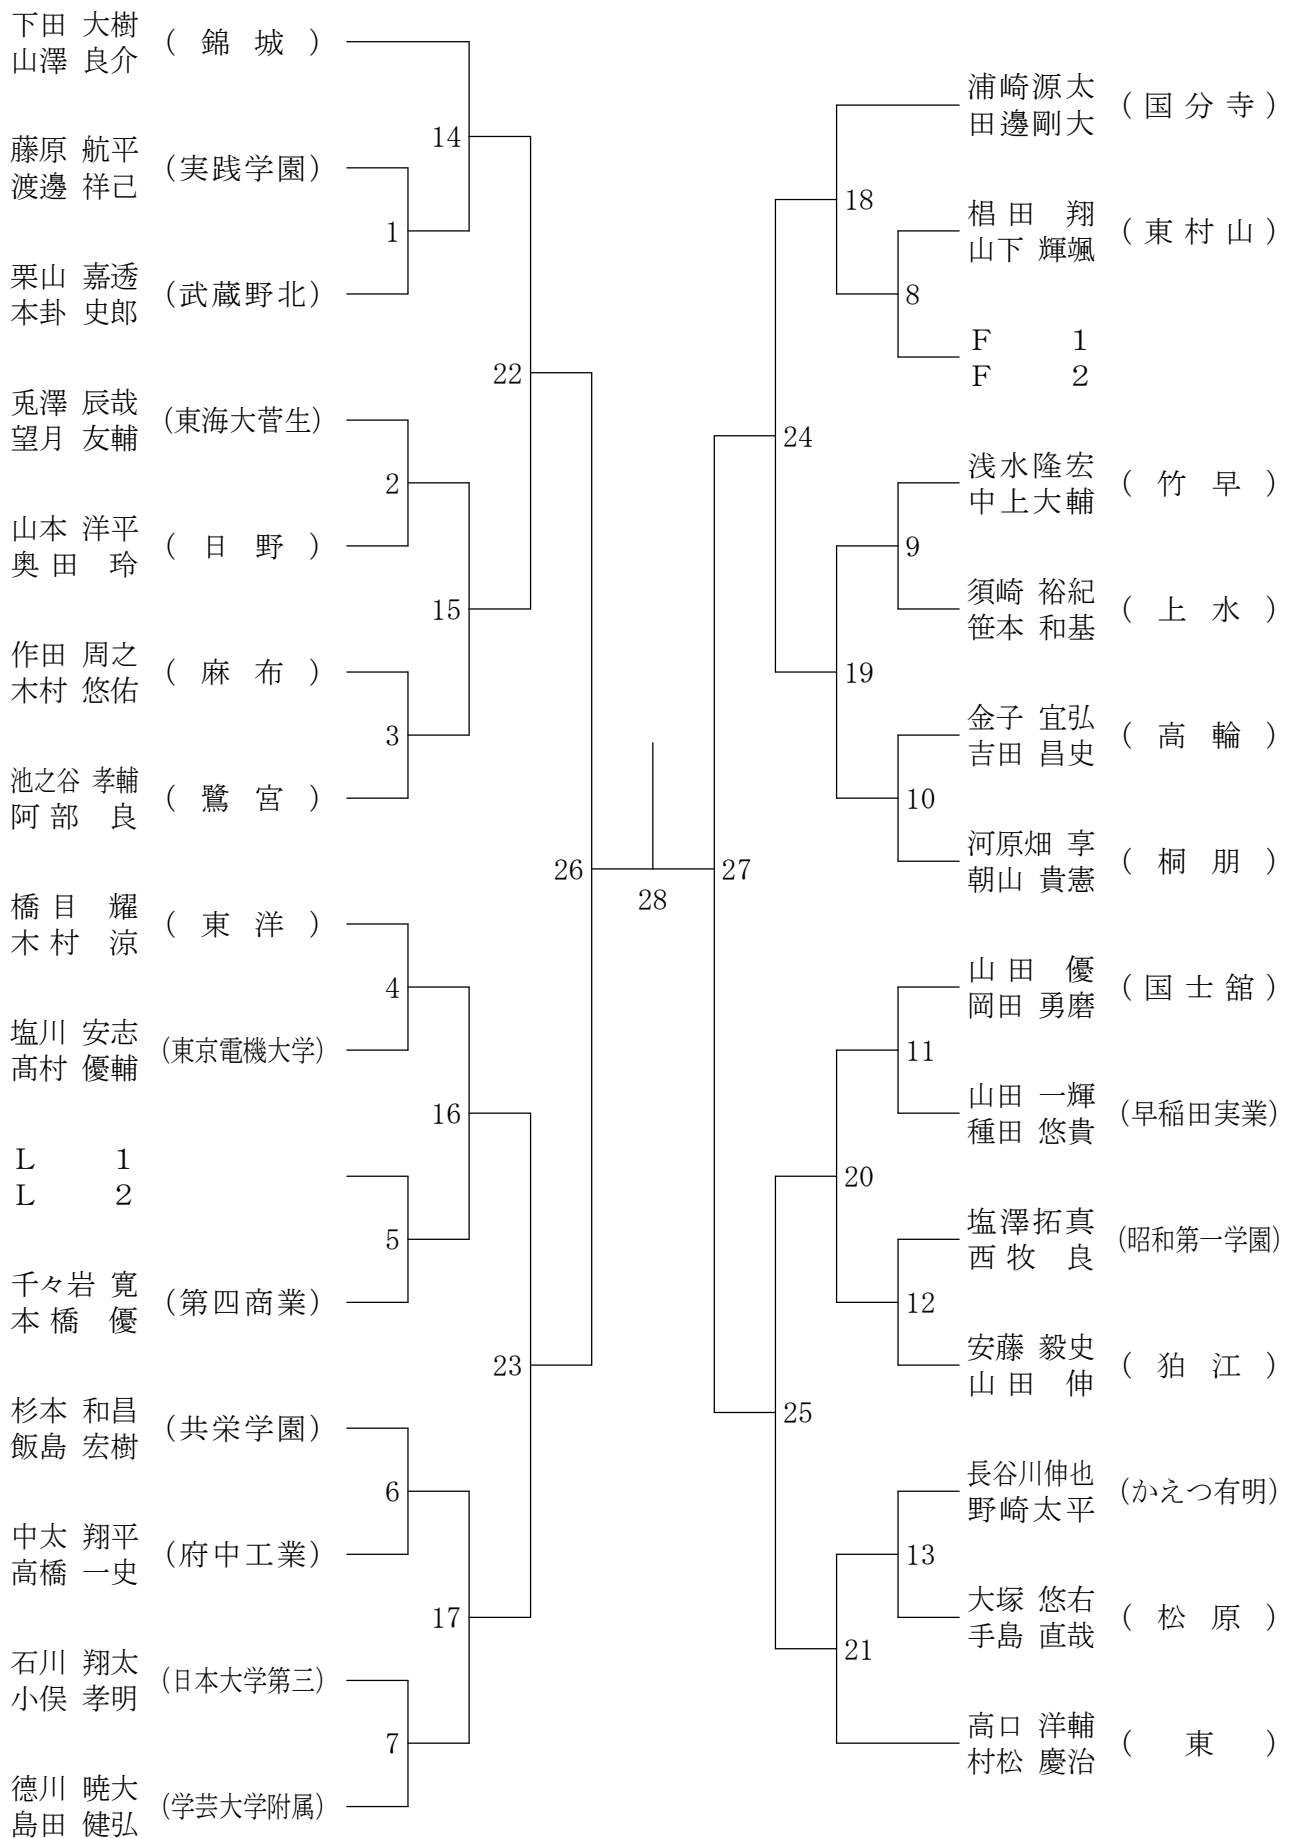 下田 大樹
山澤 良介
( 錦 城 )
藤原 航平
渡邊 祥己
(実践学園)
栗山 嘉透
本卦 史郎
(武蔵野北)
兎澤 辰哉
望月 友輔
(東海大菅生)
山本 洋平
奥田 玲
( 日 野 )
作田 周之
木村 悠佑
( 麻 布 )
池之谷 孝輔
阿部 良
( 鷺 宮 )
橋目 耀
木村 涼
( 東 洋 )
塩川 安志
髙村 優輔
(東京電機大学)
L 1
L 2
千々岩 寛
本橋 優
(第四商業)
杉本 和昌
飯島 宏樹
(共栄学園)
中太 翔平
高橋 一史
(府中工業)
石川 翔太
小俣 孝明
(日本大学第三)
德川 暁大
島田 健弘
(学芸大学附属)
14
1
22
2
15
3
26
4
16
5
23
6
17
7
28
27
18
8
24
9
19
10
11
20
12
25
13
21
浦崎源太
田邊剛大
( 国 分 寺 )
椙田 翔
山下 輝颯
( 東 村 山 )
F 1
F 2
浅水隆宏
中上大輔
( 竹 早 )
須崎 裕紀
笹本 和基
( 上 水 )
金子 宜弘
吉田 昌史
( 高 輪 )
河原畑 享
朝山 貴憲
( 桐 朋 )
山田 優
岡田 勇磨
( 国 士 舘 )
山田 一輝
種田 悠貴
(早稲田実業)
塩澤拓真
西牧 良
(昭和第一学園)
安藤 毅史
山田 伸
( 狛 江 )
長谷川伸也
野崎太平
(かえつ有明)
大塚 悠右
手島 直哉
( 松 原 )
高口 洋輔
村松 慶治
( 東 )